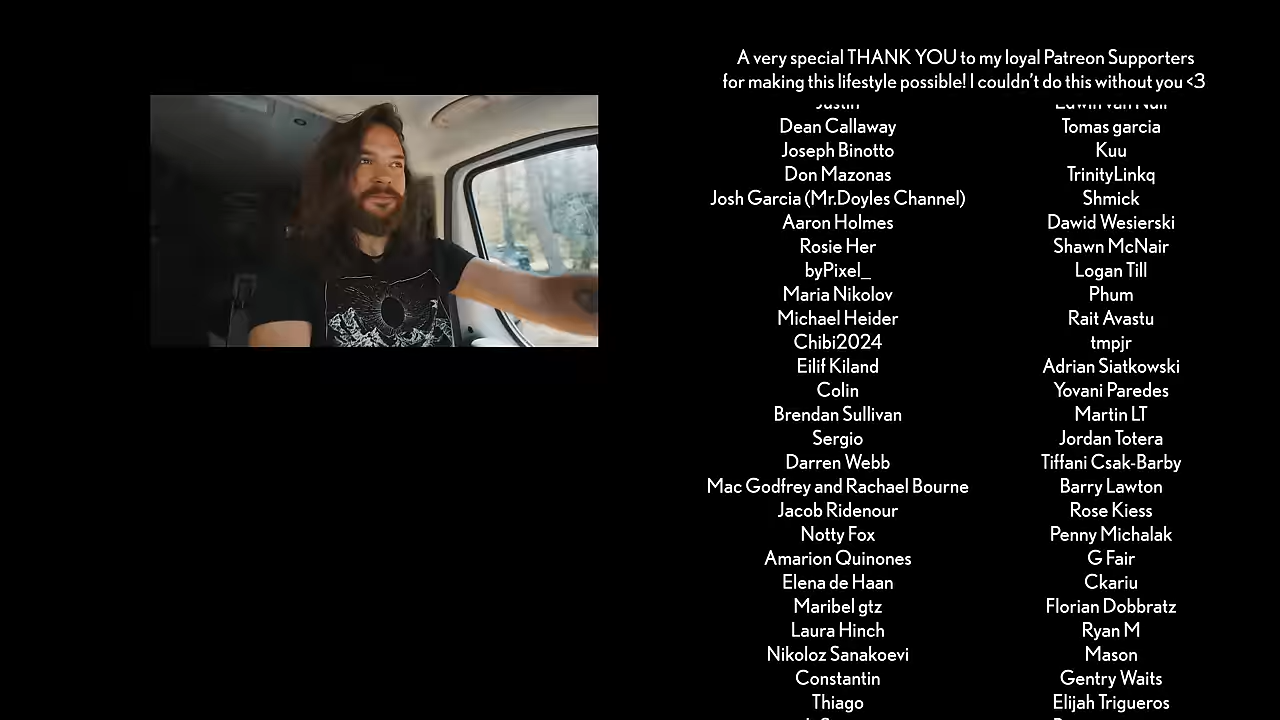 A very special THANK YOU to my loyal Patreon Supporters
for making this lifestyle possible! I couldn't do this without you <3
Justin
Dean Callaway
Joseph Binotto
Don Mazonas
Josh Garcia (Mr.Doyles Channel)
Aaron Holmes
Rosie Her
byPixel_
Maria Nikolov
Michael Heider
Chibi2024
Eilif Kiland
Colin
Brendan Sullivan
Sergio
Darren Webb
Mac Godfrey and Rachael Bourne
Jacob Ridenour
Notty Fox
Amarion Quinones
Elena de Haan
Maribel gtz
Laura Hinch
Nikoloz Sanakoevi
Constantin
Thiago
Edwin van
Tomas garcia
Kuu
TrinityLinkq
Shmick
Dawid Wesierski
Shawn McNair
Logan Till
Phum
Rait Avastu
tmpjr
Adrian Siatkowski
Yovani Paredes
Martin LT
Jordan Totera
Tiffani Csak-Barby
Barry Lawton
Rose Kiess
Penny Michalak
G Fair
Ckariu
Florian Dobbratz
Ryan M
Mason
Gentry Waits
Elijah Trigueros